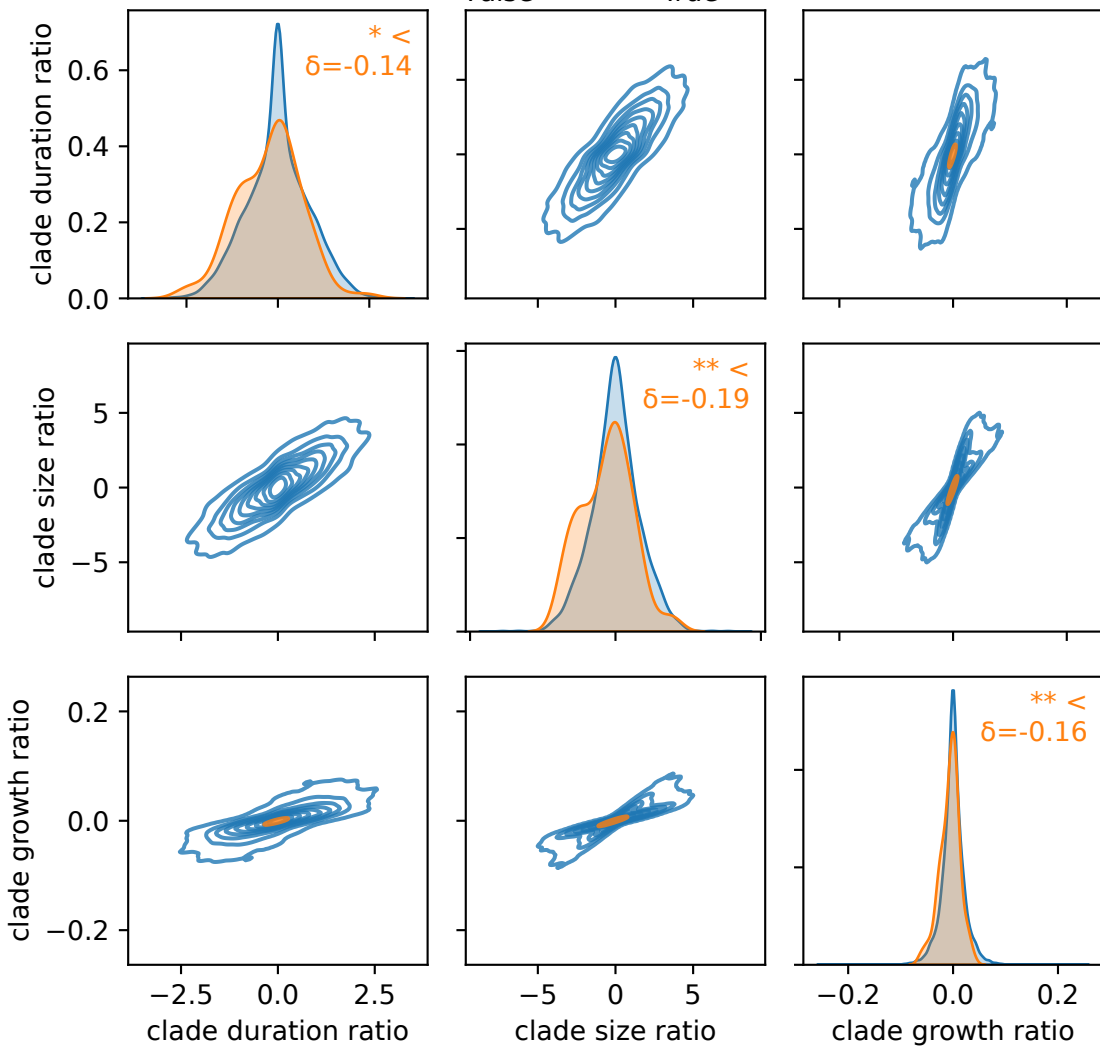 * <
δ=-0.14
clade duration ratio
0.6
0.4
0.2
0.0
** <
δ=-0.19
clade size ratio
5
0
−5
** <
δ=-0.16
clade growth ratio
0.2
0.0
−0.2
−2.5 0.0 2.5
−5 0 5
−0.2 0.0 0.2
clade duration ratio
clade size ratio
clade growth ratio